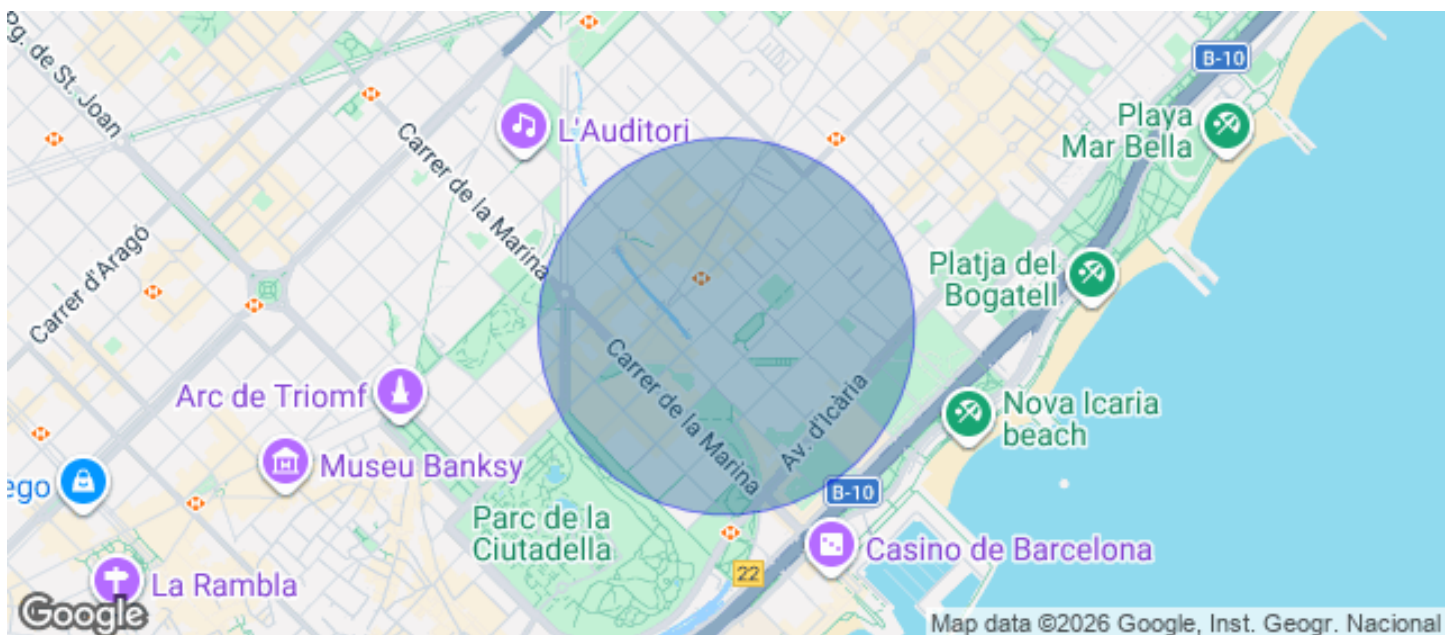 Pg. de St. Joan
B-10
Playa
Mar Bella
L'Auditori
Carrer de la Marina
Carrer d'Aragó
Platja del
Bogatell
Arc de Triomf
Carrer de la Marina
Av. d'Icària
Nova Icaria
beach
Museu Banksy
ego
B-10
Parc de la
Ciutadella
Casino de Barcelona
22
La Rambla
Google
Map data ©2026 Google, Inst. Geogr. Nacional